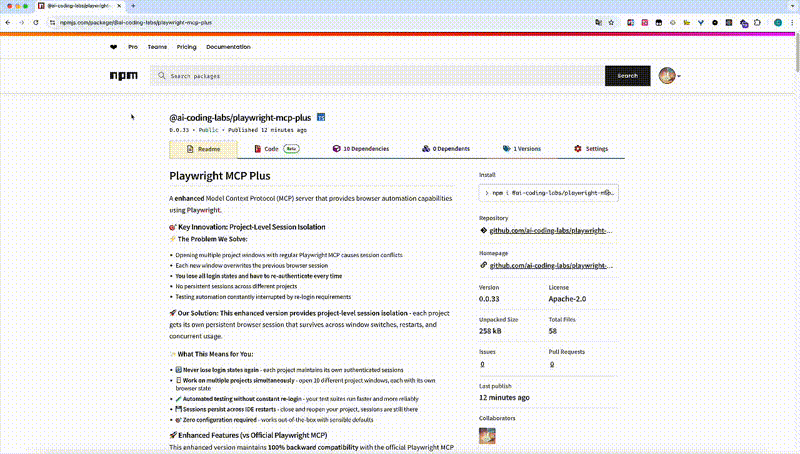 @ai-coding-labs/playwright-mcp-plus
npmjs.com/package/@ai-coding-labs/playwright-mcp-plus
Pro Teams Pricing Documentation
npm
Search packages
Search
@ai-coding-labs/playwright-mcp-plus
0.0.33 • Public • Published 12 minutes ago
Readme
Code Beta
10 Dependencies
0 Dependents
1 Versions
Settings
Playwright MCP Plus
A enhanced Model Context Protocol (MCP) server that provides browser automation capabilities
using Playwright.
🎯 Key Innovation: Project-Level Session Isolation
⚡ The Problem We Solve:
• Opening multiple project windows with regular Playwright MCP causes session conflicts
• Each new window overwrites the previous browser session
• You lose all login states and have to re-authenticate every time
• No persistent sessions across different projects
• Testing automation constantly interrupted by re-login requirements
🚀 Our Solution: This enhanced version provides project-level session isolation - each project
gets its own persistent browser session that survives across window switches, restarts, and
concurrent usage.
✨ What This Means for You:
• Never lose login states again - each project maintains its own authenticated sessions
• Work on multiple projects simultaneously - open 10 different project windows, each with its own
browser state
• Automated testing without constant re-login - your test suites run faster and more reliably
• Sessions persist across IDE restarts - close and reopen your project, sessions are still there
• Zero configuration required - works out-of-the-box with sensible defaults
🚀 Enhanced Features (vs Official Playwright MCP)
This enhanced version maintains 100% backward compatibility with the official Playwright MCP
Install
npm i @ai-coding-labs/playwright-mcp…
Repository
github.com/ai-coding-labs/playwright-...
Homepage
github.com/ai-coding-labs/playwright-...
Version
License
0.0.33
Apache-2.0
Unpacked Size
Total Files
258 kB
58
Issues
Pull Requests
0
0
Last publish
12 minutes ago
Collaborators